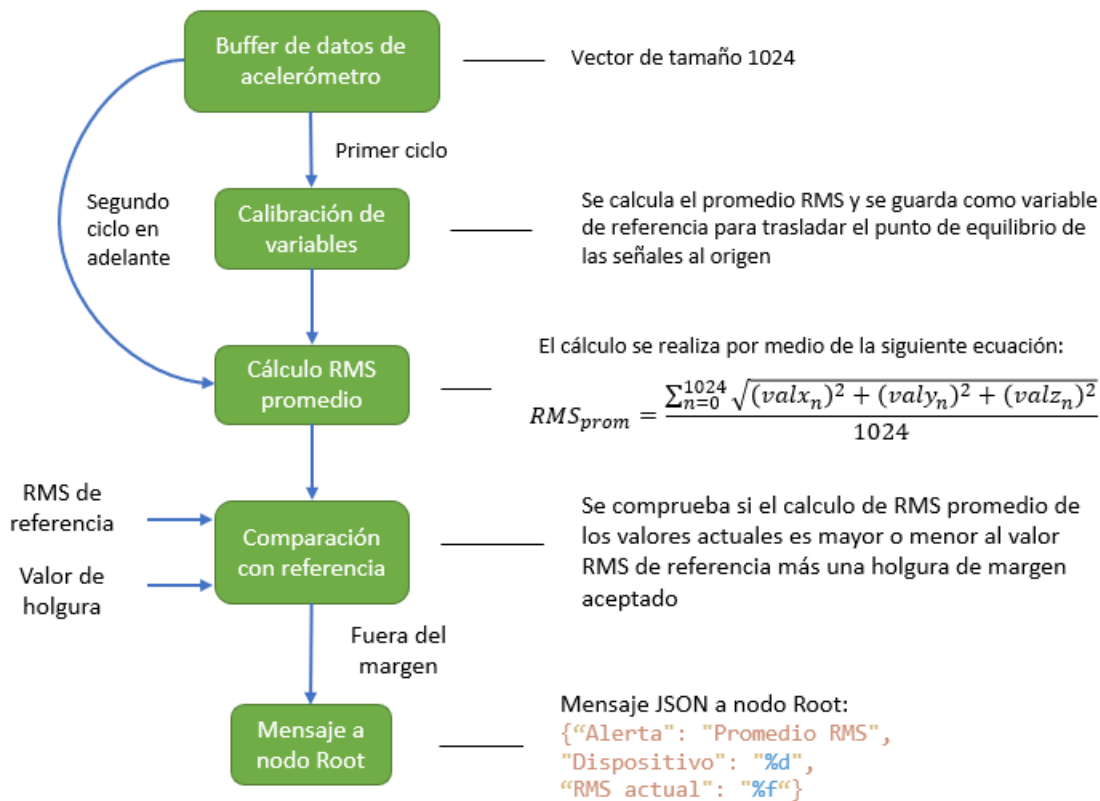 Buffer de datos de
acelerómetro
Vector de tamaño 1024
Primer ciclo
Segundo
ciclo en
adelante
Calibración de
variables
Se calcula el promedio RMS y se guarda como variable
de referencia para trasladar el punto de equilibrio de
las señales al origen
Cálculo RMS
promedio
El cálculo se realiza por medio de la siguiente ecuación:
RMS_prom = ∑_{n=0}^{1024} √((valx_n)² + (valy_n)² + (valz_n)²) / 1024
RMS de
referencia
Valor de
holgura
Comparación
con referencia
Se comprueba si el calculo de RMS promedio de
los valores actuales es mayor o menor al valor
RMS de referencia más una holgura de margen
aceptado
Fuera del
margen
Mensaje a
nodo Root
Mensaje JSON a nodo Root:
{“Alerta": "Promedio RMS",
"Dispositivo": "%d",
“RMS actual": "%f“}